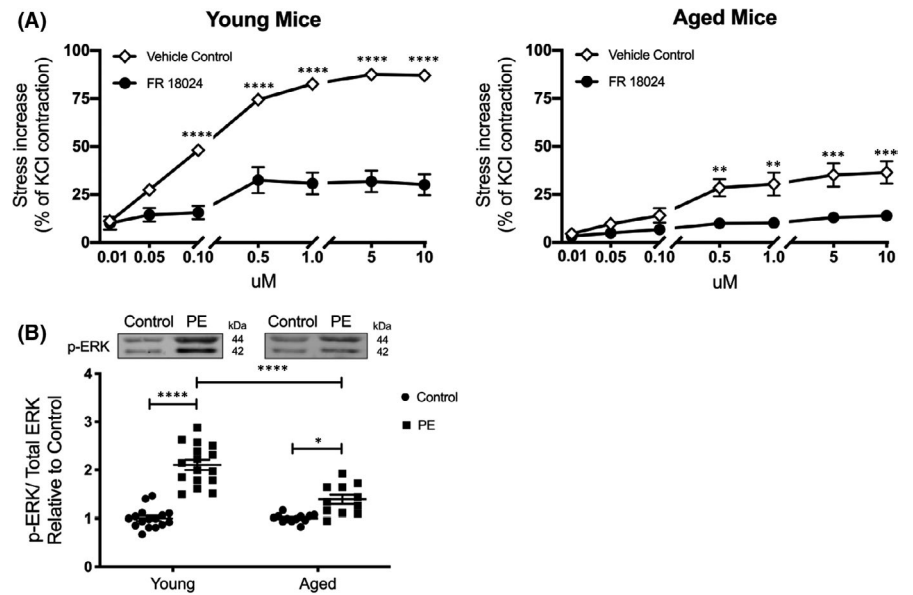 (A)
Young Mice
Stress increase
(% of KCl contraction)
100
75
50
25
0
Vehicle Control
FR 18024
****
****
****
****
****
0.01 0.05 0.10 0.5 1.0 5 10
uM
Aged Mice
Stress increase
(% of KCl contraction)
100
75
50
25
0
Vehicle Control
FR 18024
**
**
***
***
0.01 0.05 0.10 0.5 1.0 5 10
uM
(B)
Control PE kDa
p-ERK
44
42
Control PE kDa
44
42
p-ERK/ Total ERK
Relative to Control
4
3
2
1
0
****
****
*
Control
PE
Young Aged